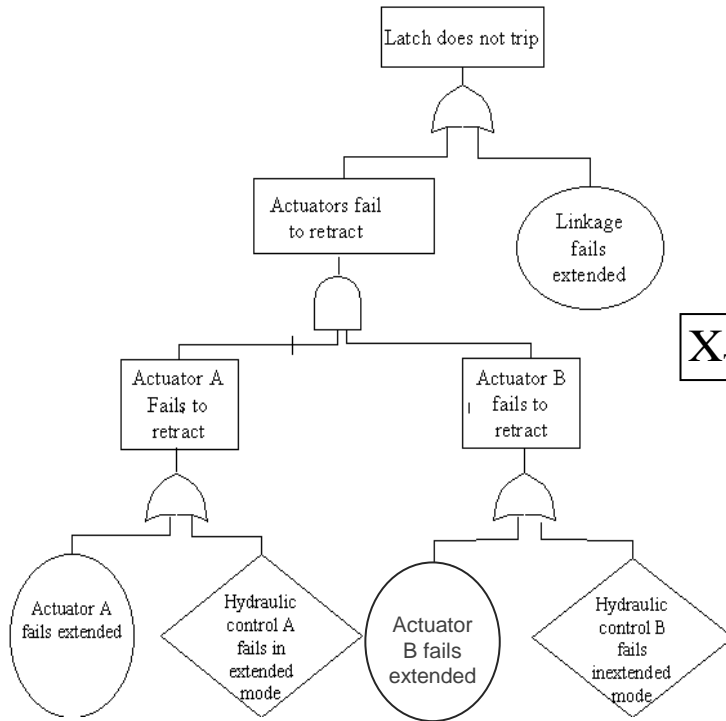 Latch does not trip
Actuators fail
to retract
Linkage
fails
extended
X
Actuator A
Fails to
retract
Actuator B
fails to
retract
Actuator A
fails extended
Hydraulic
control A
fails in
extended
mode
Actuator
B fails
extended
Hydraulic
control B
fails
inextended
mode